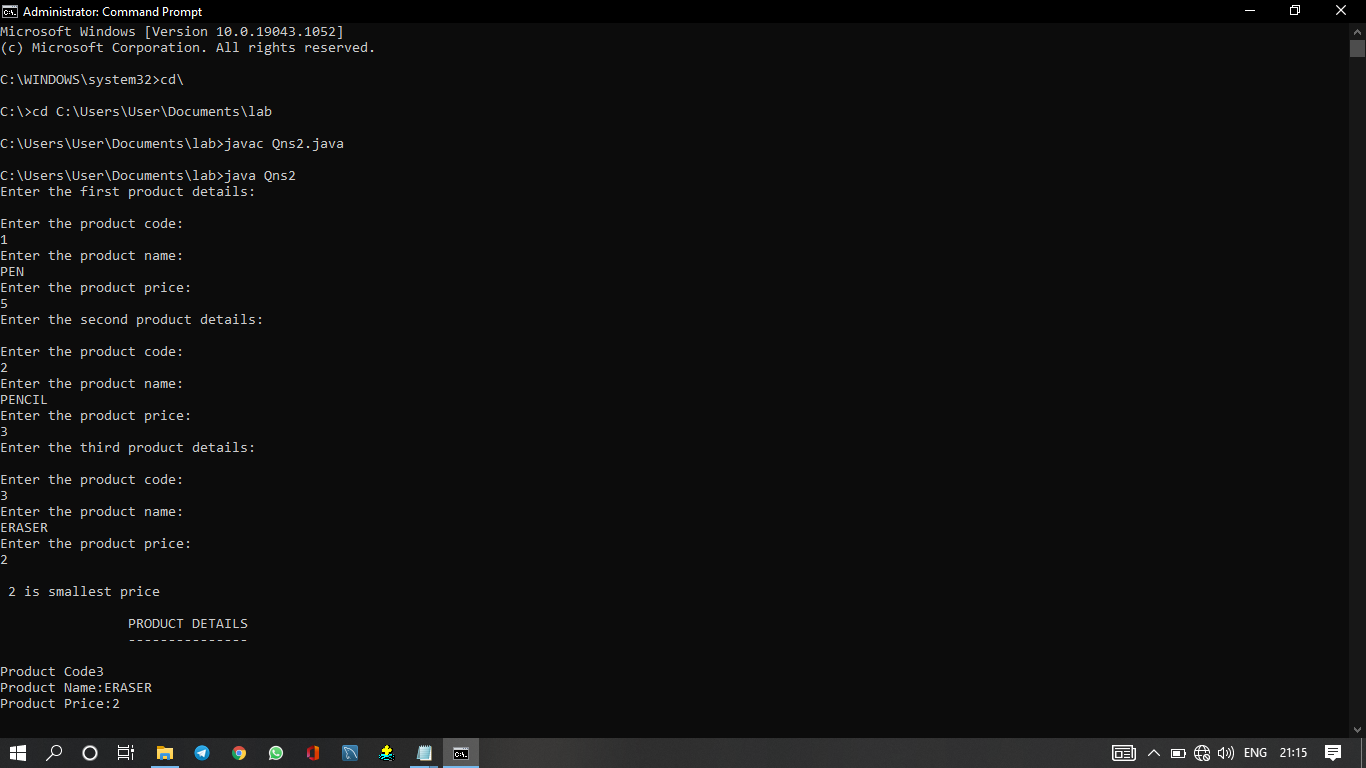 Administrator: Command Prompt
Microsoft Windows [Version 10.0.19043.1052]
(c) Microsoft Corporation. All rights reserved.
C:\WINDOWS\system32>cd\
C:\>cd C:\Users\User\Documents\lab
C:\Users\User\Documents\lab>javac Qns2.java
C:\Users\User\Documents\lab>java Qns2
Enter the first product details:
Enter the product code:
1
Enter the product name:
PEN
Enter the product price:
5
Enter the second product details:
Enter the product code:
2
Enter the product name:
PENCIL
Enter the product price:
3
Enter the third product details:
Enter the product code:
3
Enter the product name:
ERASER
Enter the product price:
2
2 is smallest price
PRODUCT DETAILS
---------------
Product Code3
Product Name:ERASER
Product Price:2
ENG 21:15